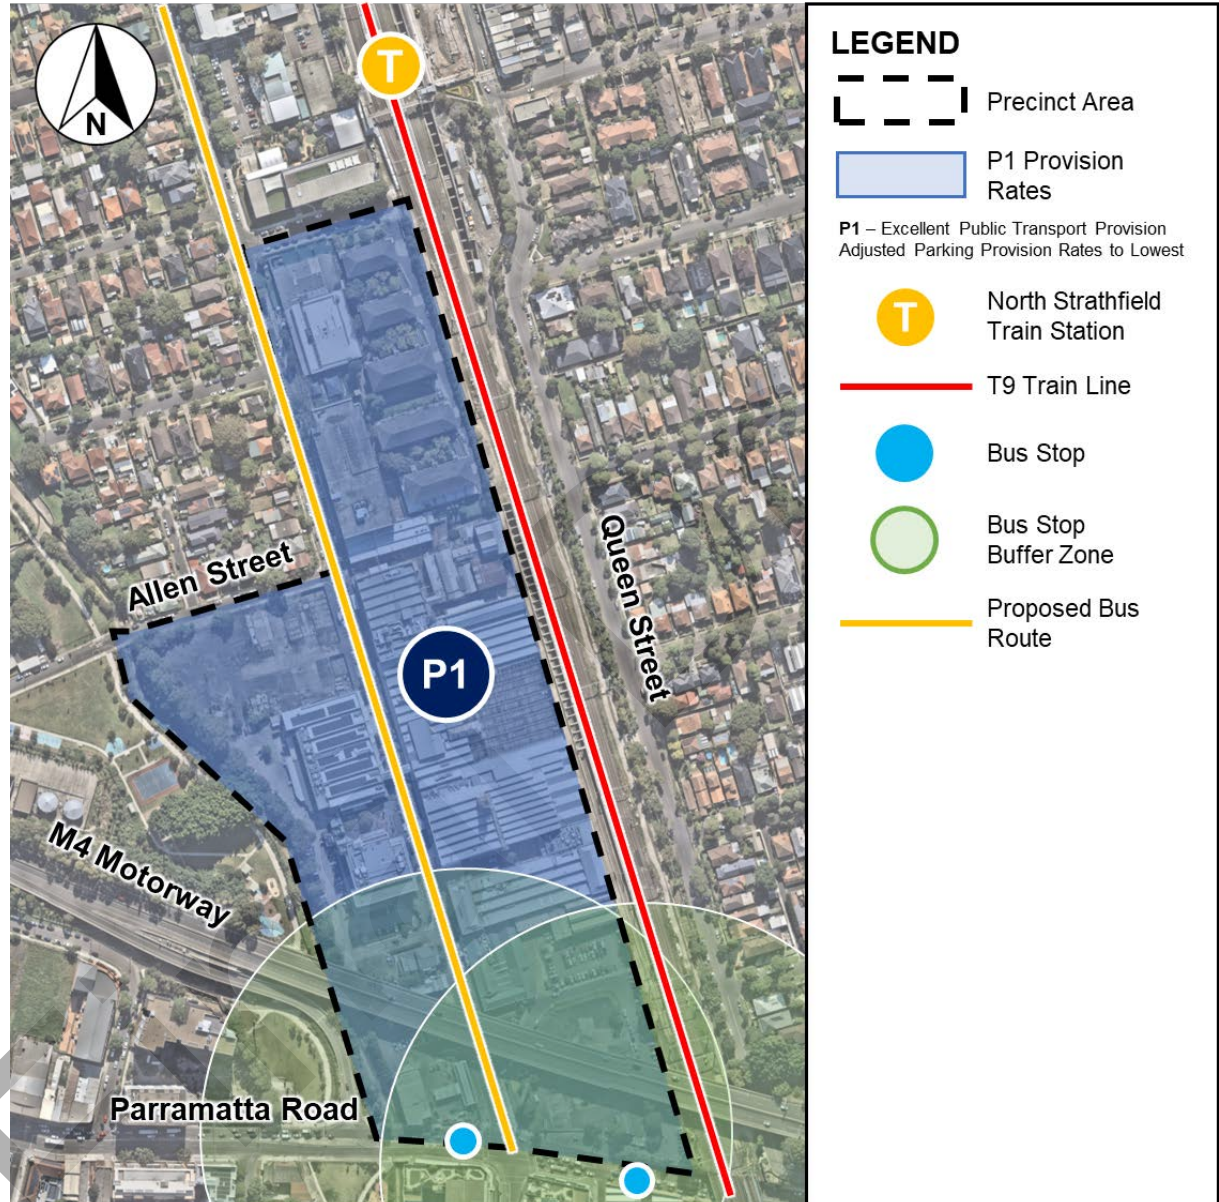 N
T
Allen Street
Queen Street
P1
M4 Motorway
Parramatta Road
LEGEND
Precinct Area
P1 Provision
Rates
P1 – Excellent Public Transport Provision
Adjusted Parking Provision Rates to Lowest
T
North Strathfield
Train Station
T9 Train Line
Bus Stop
Bus Stop
Buffer Zone
Proposed Bus
Route